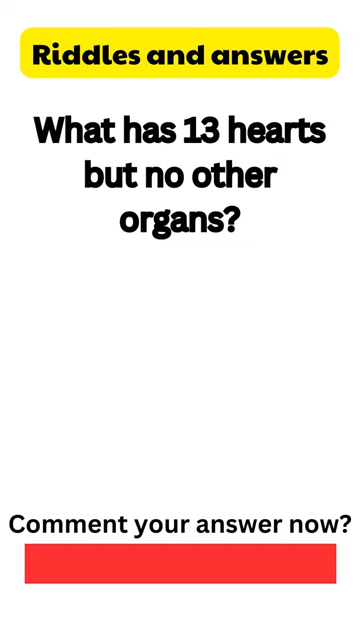 Riddles and answers
What has 13 hearts
but no other
organs?
Comment your answer now?